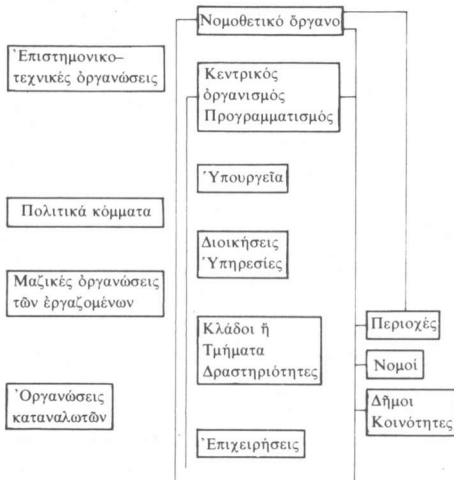 Νομοθετικό ὄργανο
Ἐπιστημονικο–
τεχνικές ὀργανώσεις
Κεντρικός
ὀργανισμός
Προγραμματισμός
Ὑπουργεῖα
Πολιτικά κόμματα
Διοικήσεις
Ὑπηρεσίες
Μαζικές ὀργανώσεις
τῶν ἐργαζομένων
Κλάδοι ἤ
Τμήματα
Δραστηριότητες
Περιοχές
Νομοί
Ὀργανώσεις
καταναλωτῶν
Δῆμοι
Κοινότητες
Ἐπιχειρήσεις